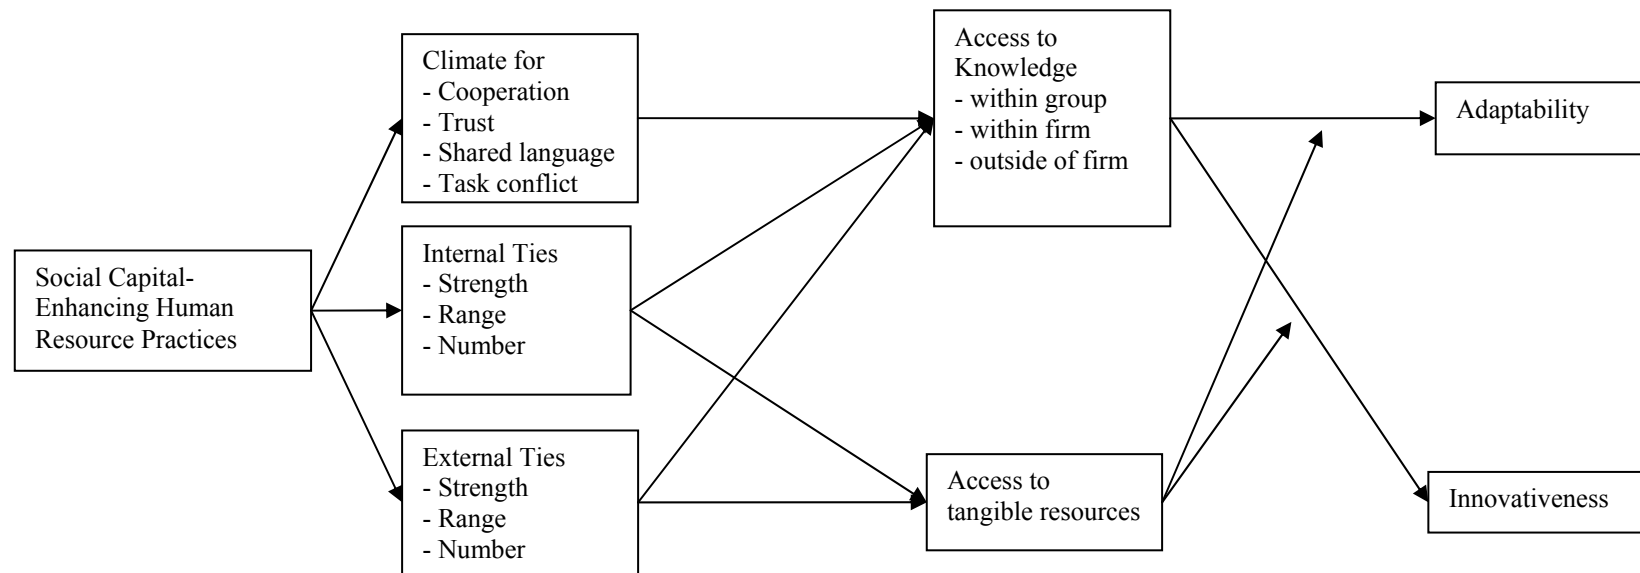 Social Capital-
Enhancing Human
Resource Practices
Climate for
- Cooperation
- Trust
- Shared language
- Task conflict
Internal Ties
- Strength
- Range
- Number
External Ties
- Strength
- Range
- Number
Access to
Knowledge
- within group
- within firm
- outside of firm
Access to
tangible resources
Adaptability
Innovativeness